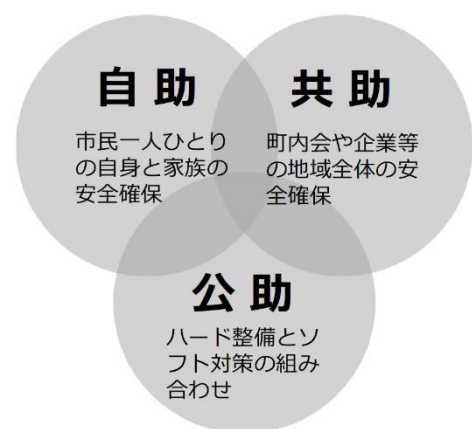 自助
市民一人ひとり
の自身と家族の
安全確保
共助
町内会や企業等
の地域全体の安
全確保
公助
ハード整備とソ
フト対策の組み
合わせ